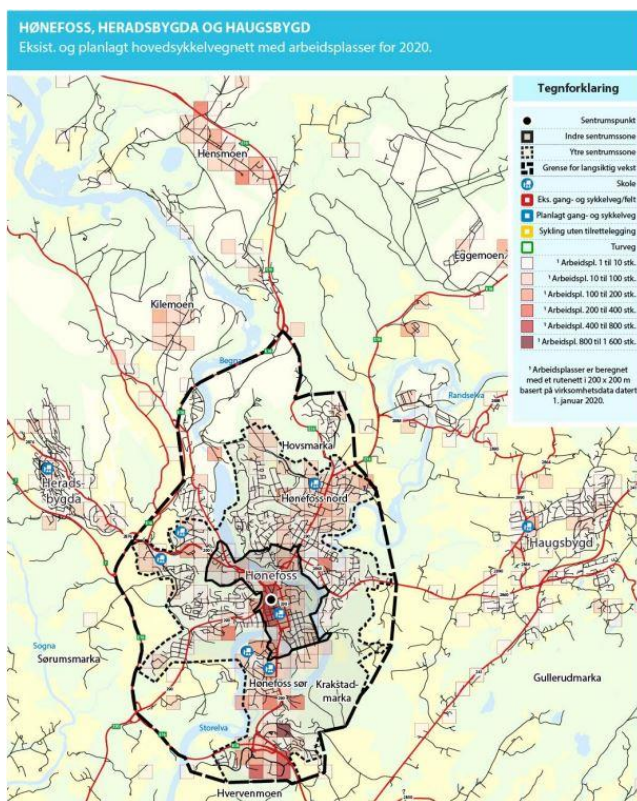 HØNEFOSS, HERADSBYGDA OG HAUGSBYGD
Eksist. og planlagt hovedsykkelvegnett med arbeidsplasser for 2020.
Tegnforklaring
Sentrumspunkt
Indre sentrumssone
Ytre sentrumssone
Grense for langsiktig vekst
Skole
Eks. gang- og sykkelveg/felt
Planlagt gang- og sykkelveg
Sykling uten tilrettelegging
Turveg
¹ Arbeidspl. 1 til 10 stk.
¹ Arbeidspl. 10 til 100 stk.
¹ Arbeidspl. 100 til 200 stk.
¹ Arbeidspl. 200 til 400 stk.
¹ Arbeidspl. 400 til 800 stk.
¹ Arbeidspl. 800 til 1 600 stk.
¹ Arbeidsplasser er beregnet
med et rutenett i 200 x 200 m
basert på virksomhetsdata datert
1. januar 2020.
Hensmoen
Eggemoen
Kilemoen
Begna
Randselva
Hovsmarka
Herads-
bygda
Hønefoss nord
Haugsbygd
Hønefoss
Sogna
Sørumsmarka
Hønefoss sør
Krakstad-
marka
Gullerudmarka
Storelva
Hvervenmoen